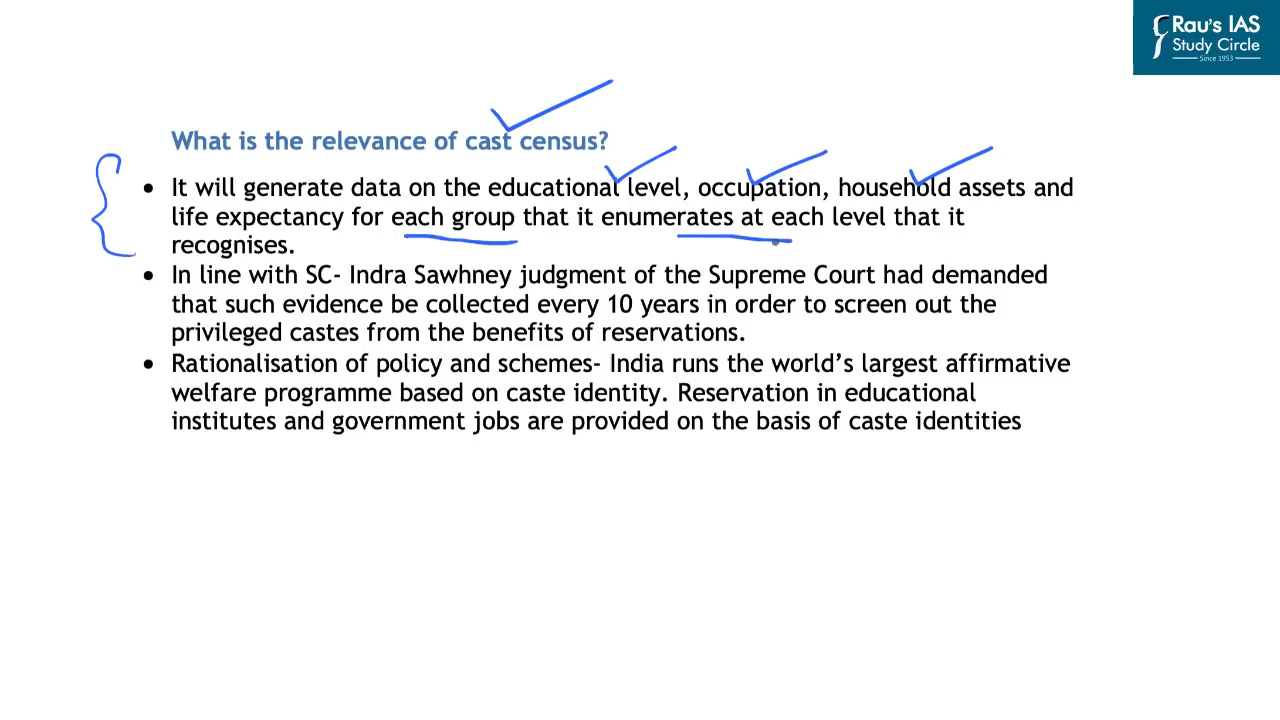 Rau's IAS
Study Circle
Since 1953
What is the relevance of cast census?
• It will generate data on the educational level, occupation, household assets and
life expectancy for each group that it enumerates at each level that it
recognises.
• In line with SC- Indra Sawhney judgment of the Supreme Court had demanded
that such evidence be collected every 10 years in order to screen out the
privileged castes from the benefits of reservations.
• Rationalisation of policy and schemes- India runs the world's largest affirmative
welfare programme based on caste identity. Reservation in educational
institutes and government jobs are provided on the basis of caste identities